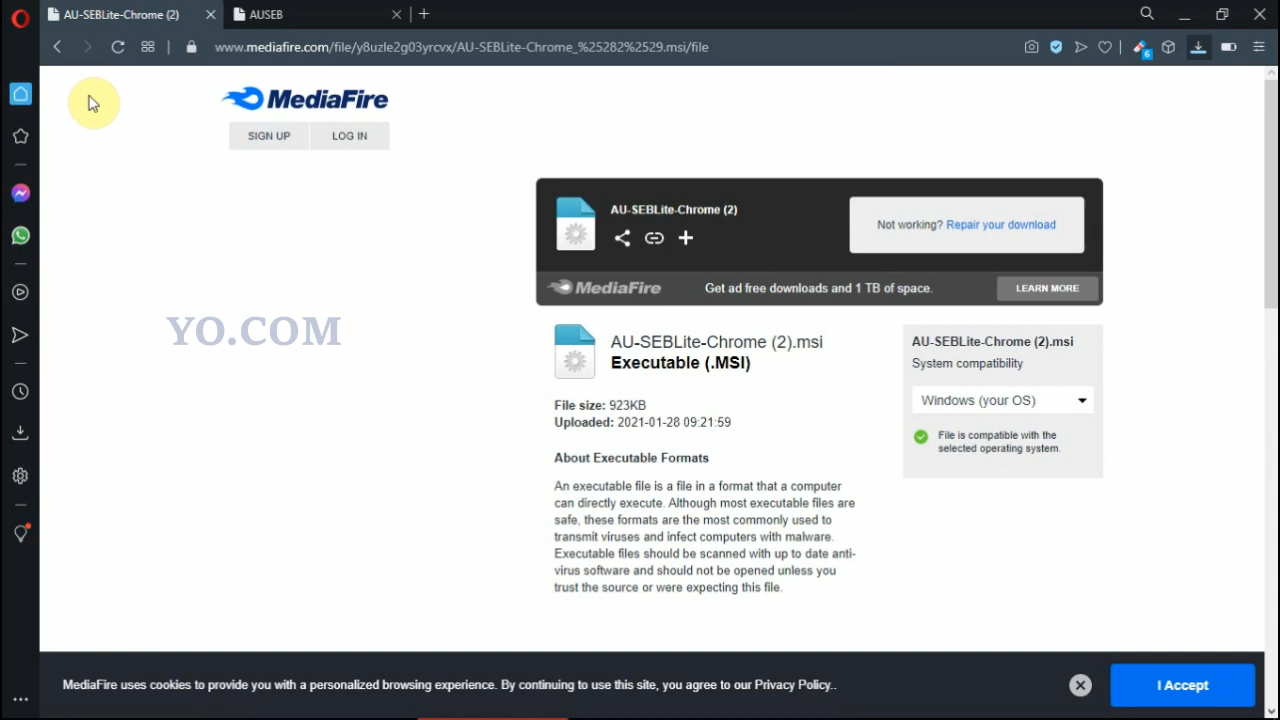 AU-SEBLite-Chrome (2)
AUSEB
www.mediafire.com/file/y8uzle2g03yrcvx/AU-SEBLite-Chrome_%25282%2529.msi/file
6
MediaFire
SIGN UP
LOG IN
AU-SEBLite-Chrome (2)
Not working? Repair your download
MediaFire
Get ad free downloads and 1 TB of space.
LEARN MORE
YO.COM
AU-SEBLite-Chrome (2).msi
Executable (.MSI)
File size: 923KB
Uploaded: 2021-01-28 09:21:59
About Executable Formats
An executable file is a file in a format that a computer
can directly execute. Although most executable files are
safe, these formats are the most commonly used to
transmit viruses and infect computers with malware.
Executable files should be scanned with up to date anti-
virus software and should not be opened unless you
trust the source or were expecting this file.
AU-SEBLite-Chrome (2).msi
System compatibility
Windows (your OS)
File is compatible with the
selected operating system.
MediaFire uses cookies to provide you with a personalized browsing experience. By continuing to use this site, you agree to our Privacy Policy..
I Accept